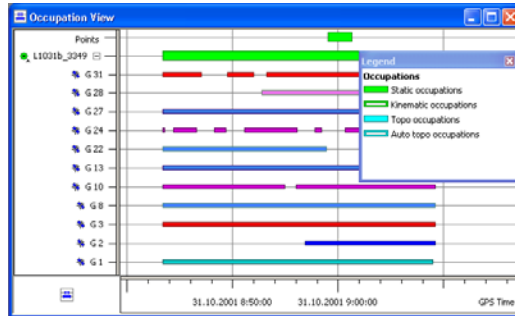 Occupation View
Points
L1031b_3349
Legend
Occupations
Static occupations
Kinematic occupations
Topo occupations
Auto topo occupations
G 31
G 28
G 27
G 24
G 22
G 13
G 10
G 8
G 3
G 2
G 1
31.10.2001 8:50:00 31.10.2001 9:00:00 GPS Time